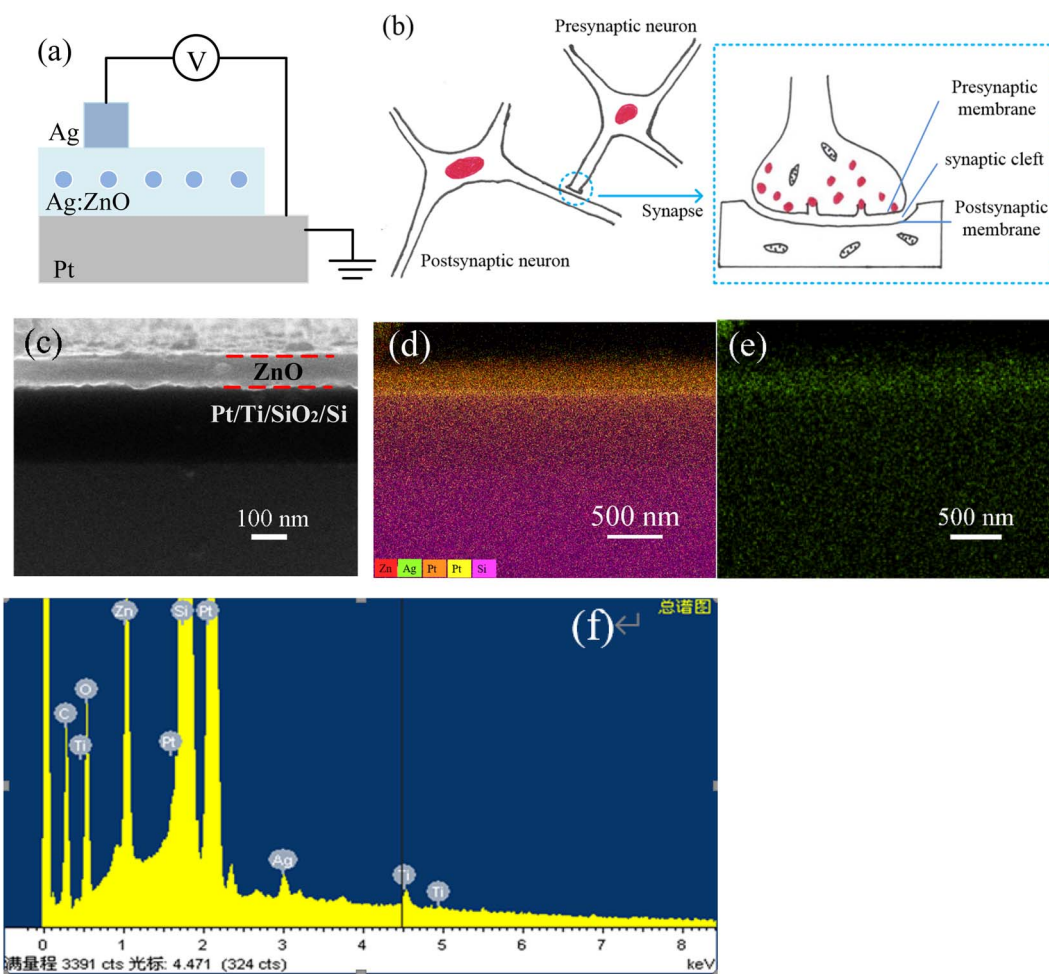 (a)
V
Ag
Ag:ZnO
Pt
(b)
Presynaptic neuron
Synapse
Postsynaptic neuron
Presynaptic
membrane
synaptic cleft
Postsynaptic
membrane
(c)
ZnO
Pt/Ti/SiO₂/Si
100 nm
(d)
500 nm
Zn Ag Pt Pt Si
(e)
500 nm
(f)↵
总谱图
Zn Si Pt
O
C
Ti
Pt
Ag
Ti
Ti
0 1 2 3 4 5 6 7 8
满量程 3391 cts 光标: 4.471 (324 cts)
keV